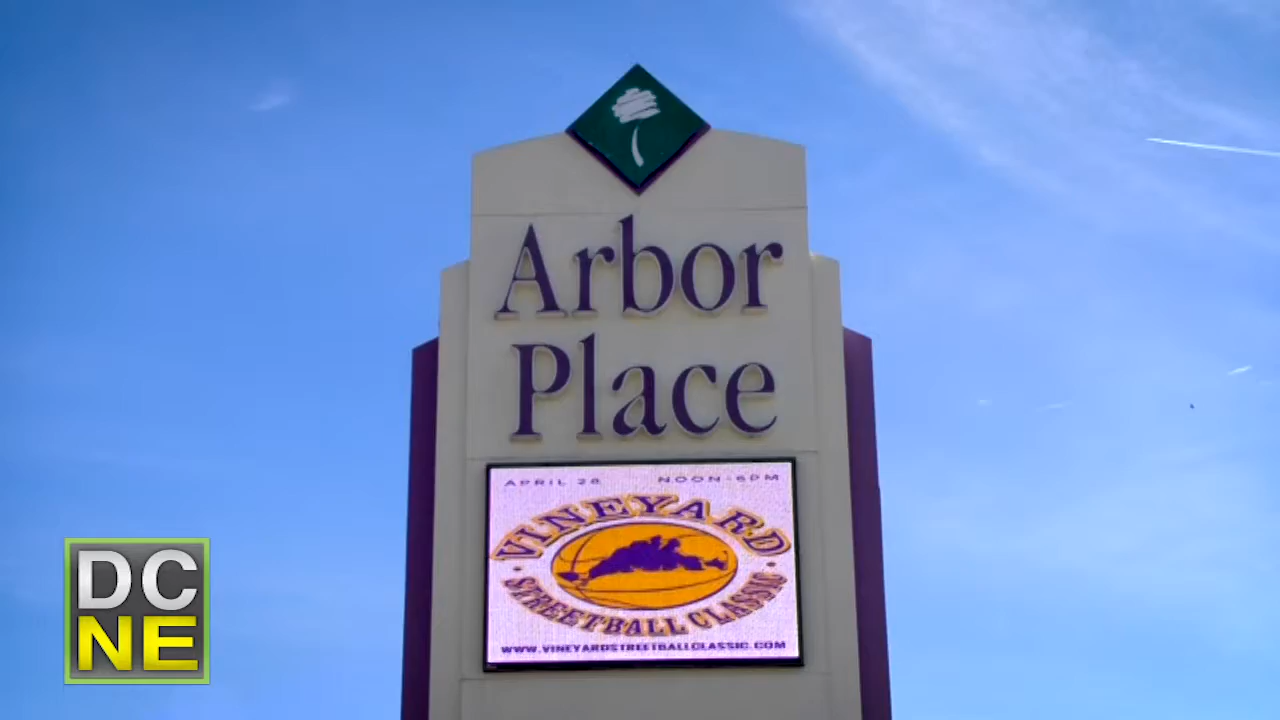 Arbor
Place
APRIL 28 NOON-6PM
VINEYARD
STREETBALL CLASSIC
WWW.VINEYARDSTREETBALLCLASSIC.COM
DC
NE